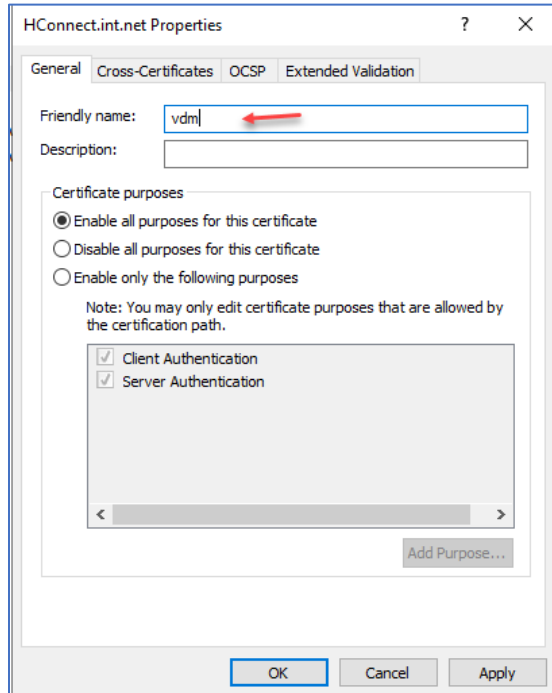 HConnect.int.net Properties
?
General Cross-Certificates OCSP Extended Validation
Friendly name: vdm
Description:
Certificate purposes
Enable all purposes for this certificate
Disable all purposes for this certificate
Enable only the following purposes
Note: You may only edit certificate purposes that are allowed by
the certification path.
Client Authentication
Server Authentication
Add Purpose...
OK Cancel Apply